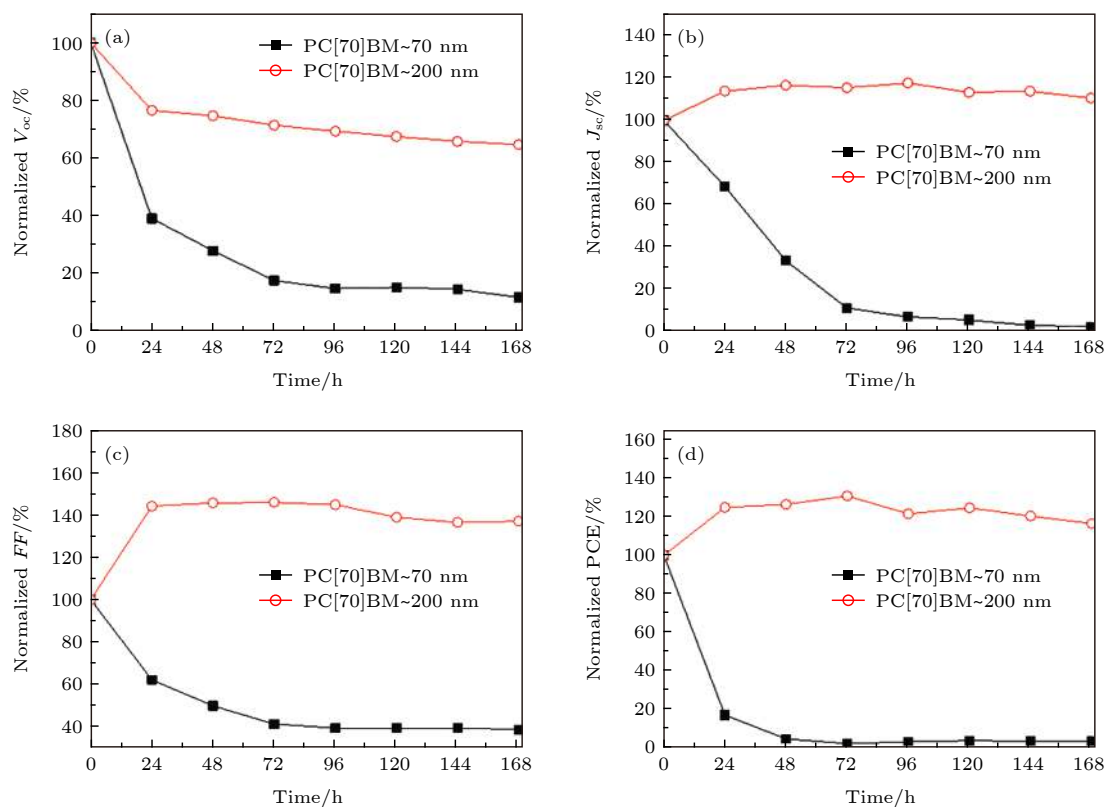 (a)
PC[70]BM~70 nm
PC[70]BM~200 nm
Normalized Voc/%
100
80
60
40
20
0
0 24 48 72 96 120 144 168
Time/h
(b)
PC[70]BM~70 nm
PC[70]BM~200 nm
Normalized Jsc/%
140
120
100
80
60
40
20
0
0 24 48 72 96 120 144 168
Time/h
(c)
PC[70]BM~70 nm
PC[70]BM~200 nm
Normalized FF/%
180
160
140
120
100
80
60
40
0 24 48 72 96 120 144 168
Time/h
(d)
PC[70]BM~70 nm
PC[70]BM~200 nm
Normalized PCE/%
160
140
120
100
80
60
40
20
0
0 24 48 72 96 120 144 168
Time/h